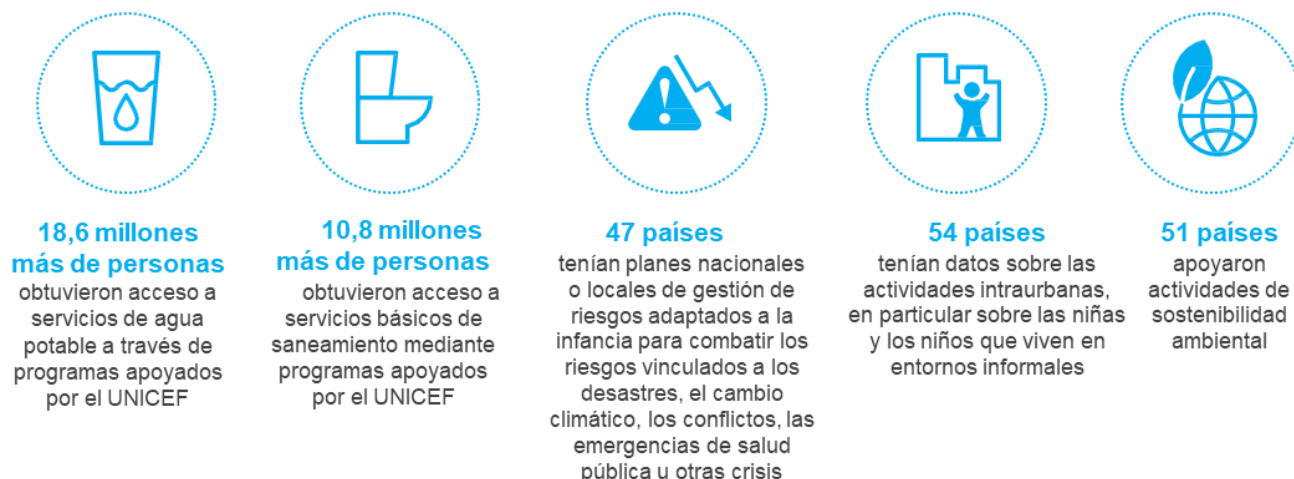 18,6 millones
más de personas
obtuvieron acceso a
servicios de agua
potable a través de
programas apoyados
por el UNICEF
10,8 millones
más de personas
obtuvieron acceso a
servicios básicos de
saneamiento mediante
programas apoyados
por el UNICEF
47 países
tenían planes nacionales
o locales de gestión de
riesgos adaptados a la
infancia para combatir los
riesgos vinculados a los
desastres, el cambio
climático, los conflictos, las
emergencias de salud
pública u otras crisis
54 países
tenían datos sobre las
actividades intraurbanas,
en particular sobre las niñas
y los niños que viven en
entornos informales
51 países
apoyaron
actividades de
sostenibilidad
ambiental